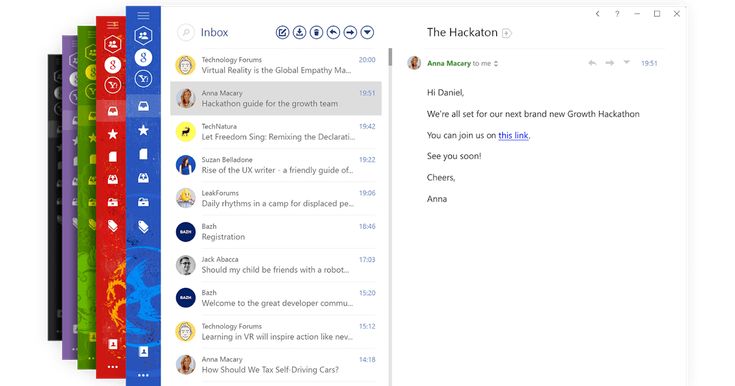 Inbox
Technology Forums 20:00
Virtual Reality is the Global Empathy Ma...
Anna Macary 19:51
Hackathon guide for the growth team
TechNatura 19:42
Let Freedom Sing: Remixing the Declarati...
Suzan Belladone 19:22
Rise of the UX writer - a friendly guide of...
LeakForums 19:06
Daily rhythms in a camp for displaced pe...
BAZH
Bazh 18:46
Registration
Jack Abacca 17:03
Should my child be friends with a robot...
BAZH
Bazh 15:20
Welcome to the great developer commu...
Technology Forums 15:12
Learning in VR will inspire action like nev...
Anna Macary 14:18
How Should We Tax Self-Driving Cars?
The Hackaton
Anna Macary to me 19:51
Hi Daniel,
We're all set for our next brand new Growth Hackathon
You can join us on this link.
See you soon!
Cheers,
Anna